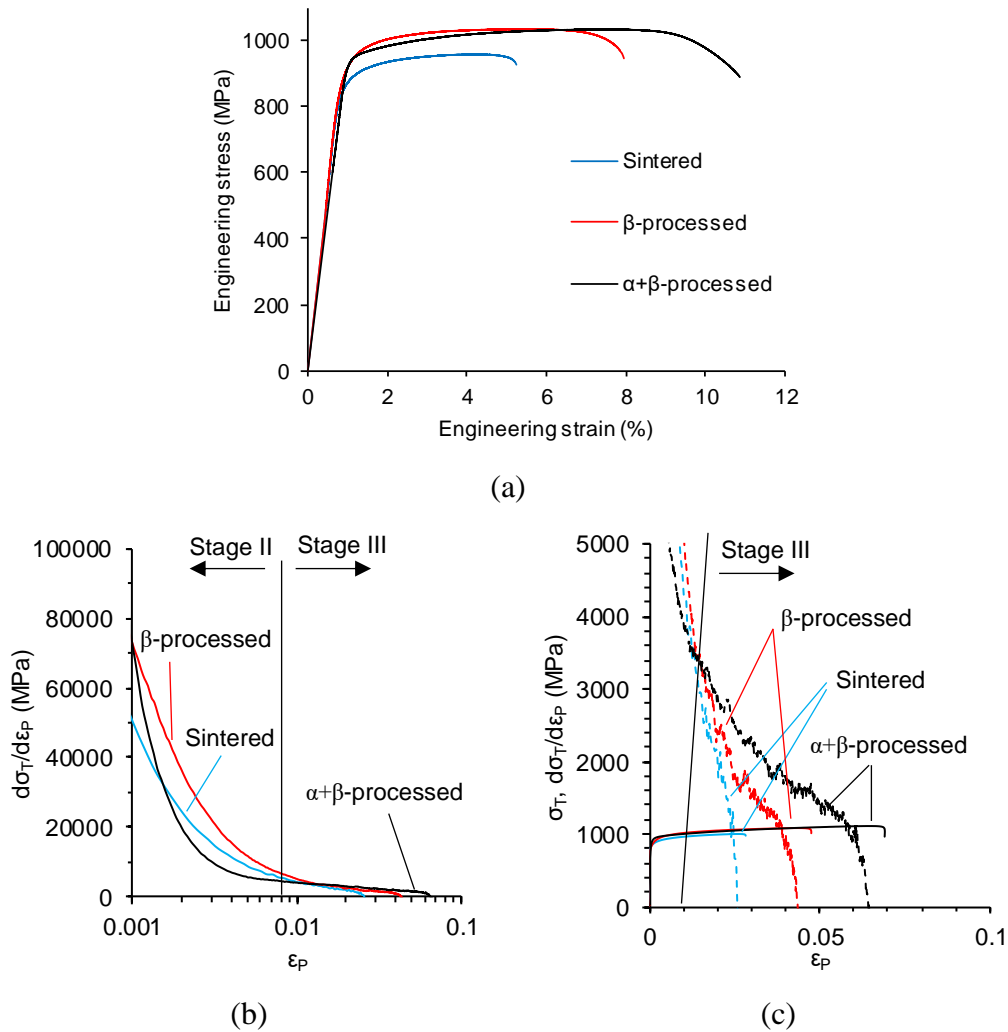 1000
800
600
400
200
0
Engineering stress (MPa)
Sintered
β-processed
α+β-processed
0 2 4 6 8 10 12
Engineering strain (%)
(a)
100000
80000
60000
40000
20000
0
dσT/dεP (MPa)
Stage II Stage III
β-processed
Sintered
α+β-processed
0.001 0.01 0.1
εP
(b)
5000
4000
3000
2000
1000
0
σT, dσT/dεP (MPa)
Stage III
β-processed
Sintered
α+β-processed
0 0.05 0.1
εP
(c)